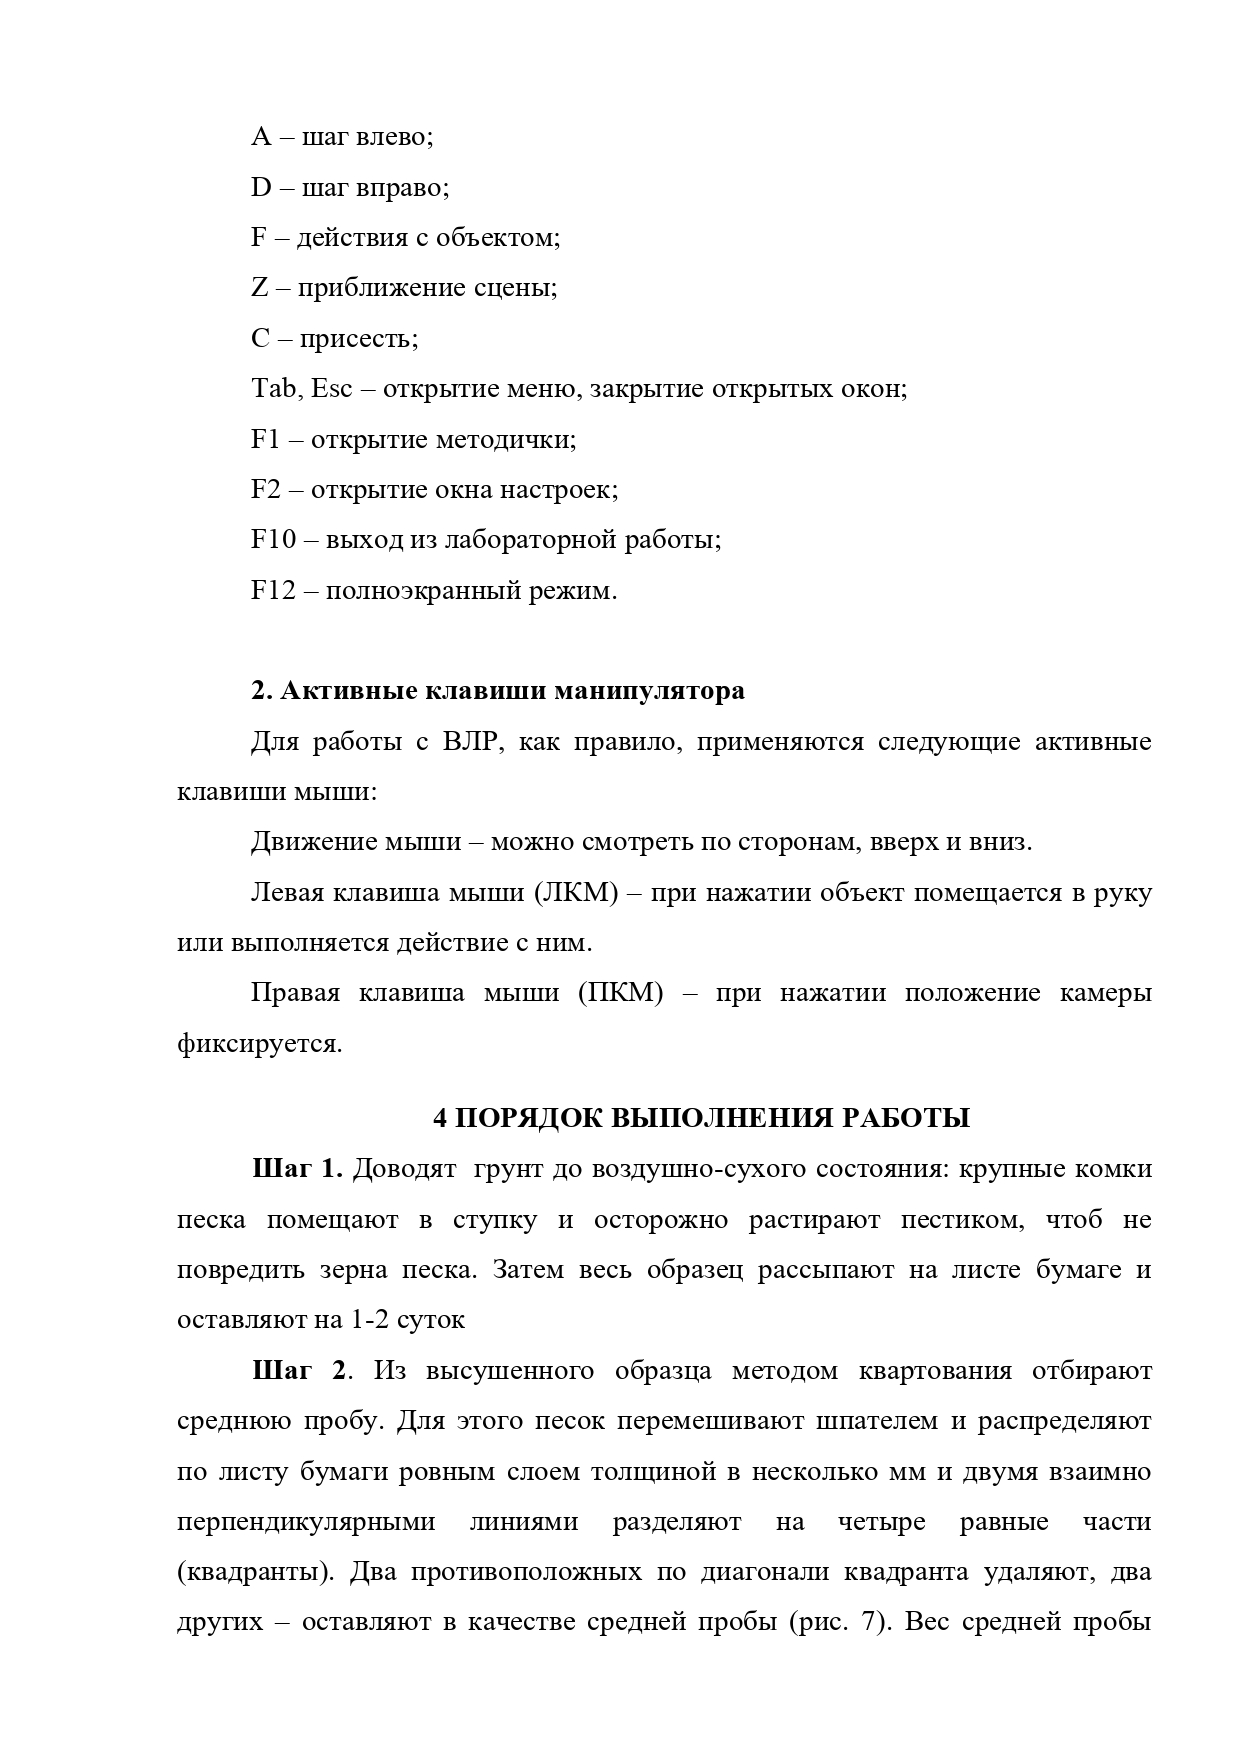 A – шаг влево;
D – шаг вправо;
F – действия с объектом;
Z – приближение сцены;
C – присесть;
Tab, Esc – открытие меню, закрытие открытых окон;
F1 – открытие методички;
F2 – открытие окна настроек;
F10 – выход из лабораторной работы;
F12 – полноэкранный режим.
2. Активные клавиши манипулятора
Для работы с ВЛР, как правило, применяются следующие активные
клавиши мыши:
Движение мыши – можно смотреть по сторонам, вверх и вниз.
Левая клавиша мыши (ЛКМ) – при нажатии объект помещается в руку
или выполняется действие с ним.
Правая клавиша мыши (ПКМ) – при нажатии положение камеры
фиксируется.
4 ПОРЯДОК ВЫПОЛНЕНИЯ РАБОТЫ
Шаг 1. Доводят грунт до воздушно-сухого состояния: крупные комки
песка помещают в ступку и осторожно растирают пестиком, чтоб не
повредить зерна песка. Затем весь образец рассыпают на листе бумаге и
оставляют на 1-2 суток
Шаг 2. Из высушенного образца методом квартования отбирают
среднюю пробу. Для этого песок перемешивают шпателем и распределяют
по листу бумаги ровным слоем толщиной в несколько мм и двумя взаимно
перпендикулярными линиями разделяют на четыре равные части
(квадранты). Два противоположных по диагонали квадранта удаляют, два
других – оставляют в качестве средней пробы (рис. 7). Вес средней пробы